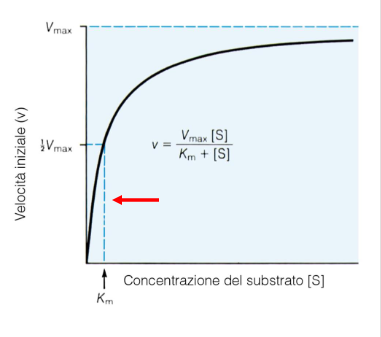 Vmax
Velocità iniziale (v)
½Vmax
v = Vmax [S] / Km + [S]
Concentrazione del substrato [S]
Km